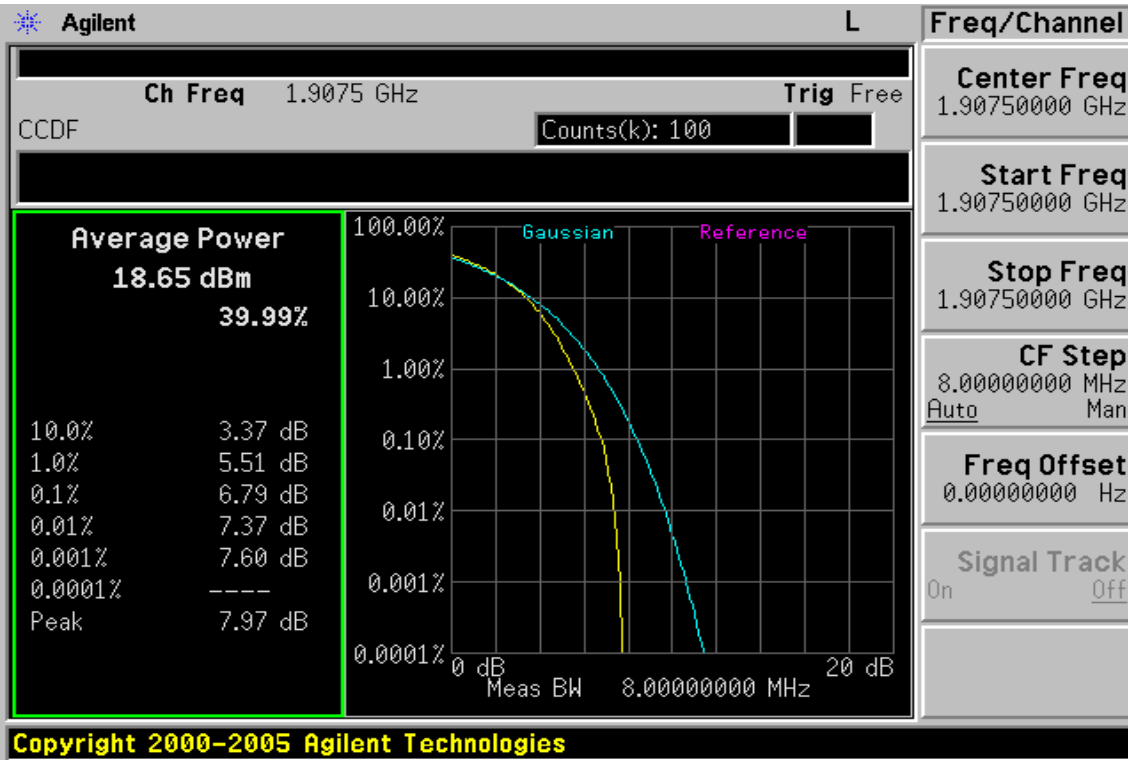 Agilent L Freq/Channel
Ch Freq 1.9075 GHz Trig Free
CCDF Counts(k): 100
Average Power
18.65 dBm
39.99%
10.0% 3.37 dB
1.0% 5.51 dB
0.1% 6.79 dB
0.01% 7.37 dB
0.001% 7.60 dB
0.0001% ----
Peak 7.97 dB
Gaussian Reference
100.00%
10.00%
1.00%
0.10%
0.01%
0.001%
0.0001%
0 dB 20 dB
Meas BW 8.00000000 MHz
Center Freq
1.90750000 GHz
Start Freq
1.90750000 GHz
Stop Freq
1.90750000 GHz
CF Step
8.00000000 MHz
Auto Man
Freq Offset
0.00000000 Hz
Signal Track
On Off
Copyright 2000-2005 Agilent Technologies